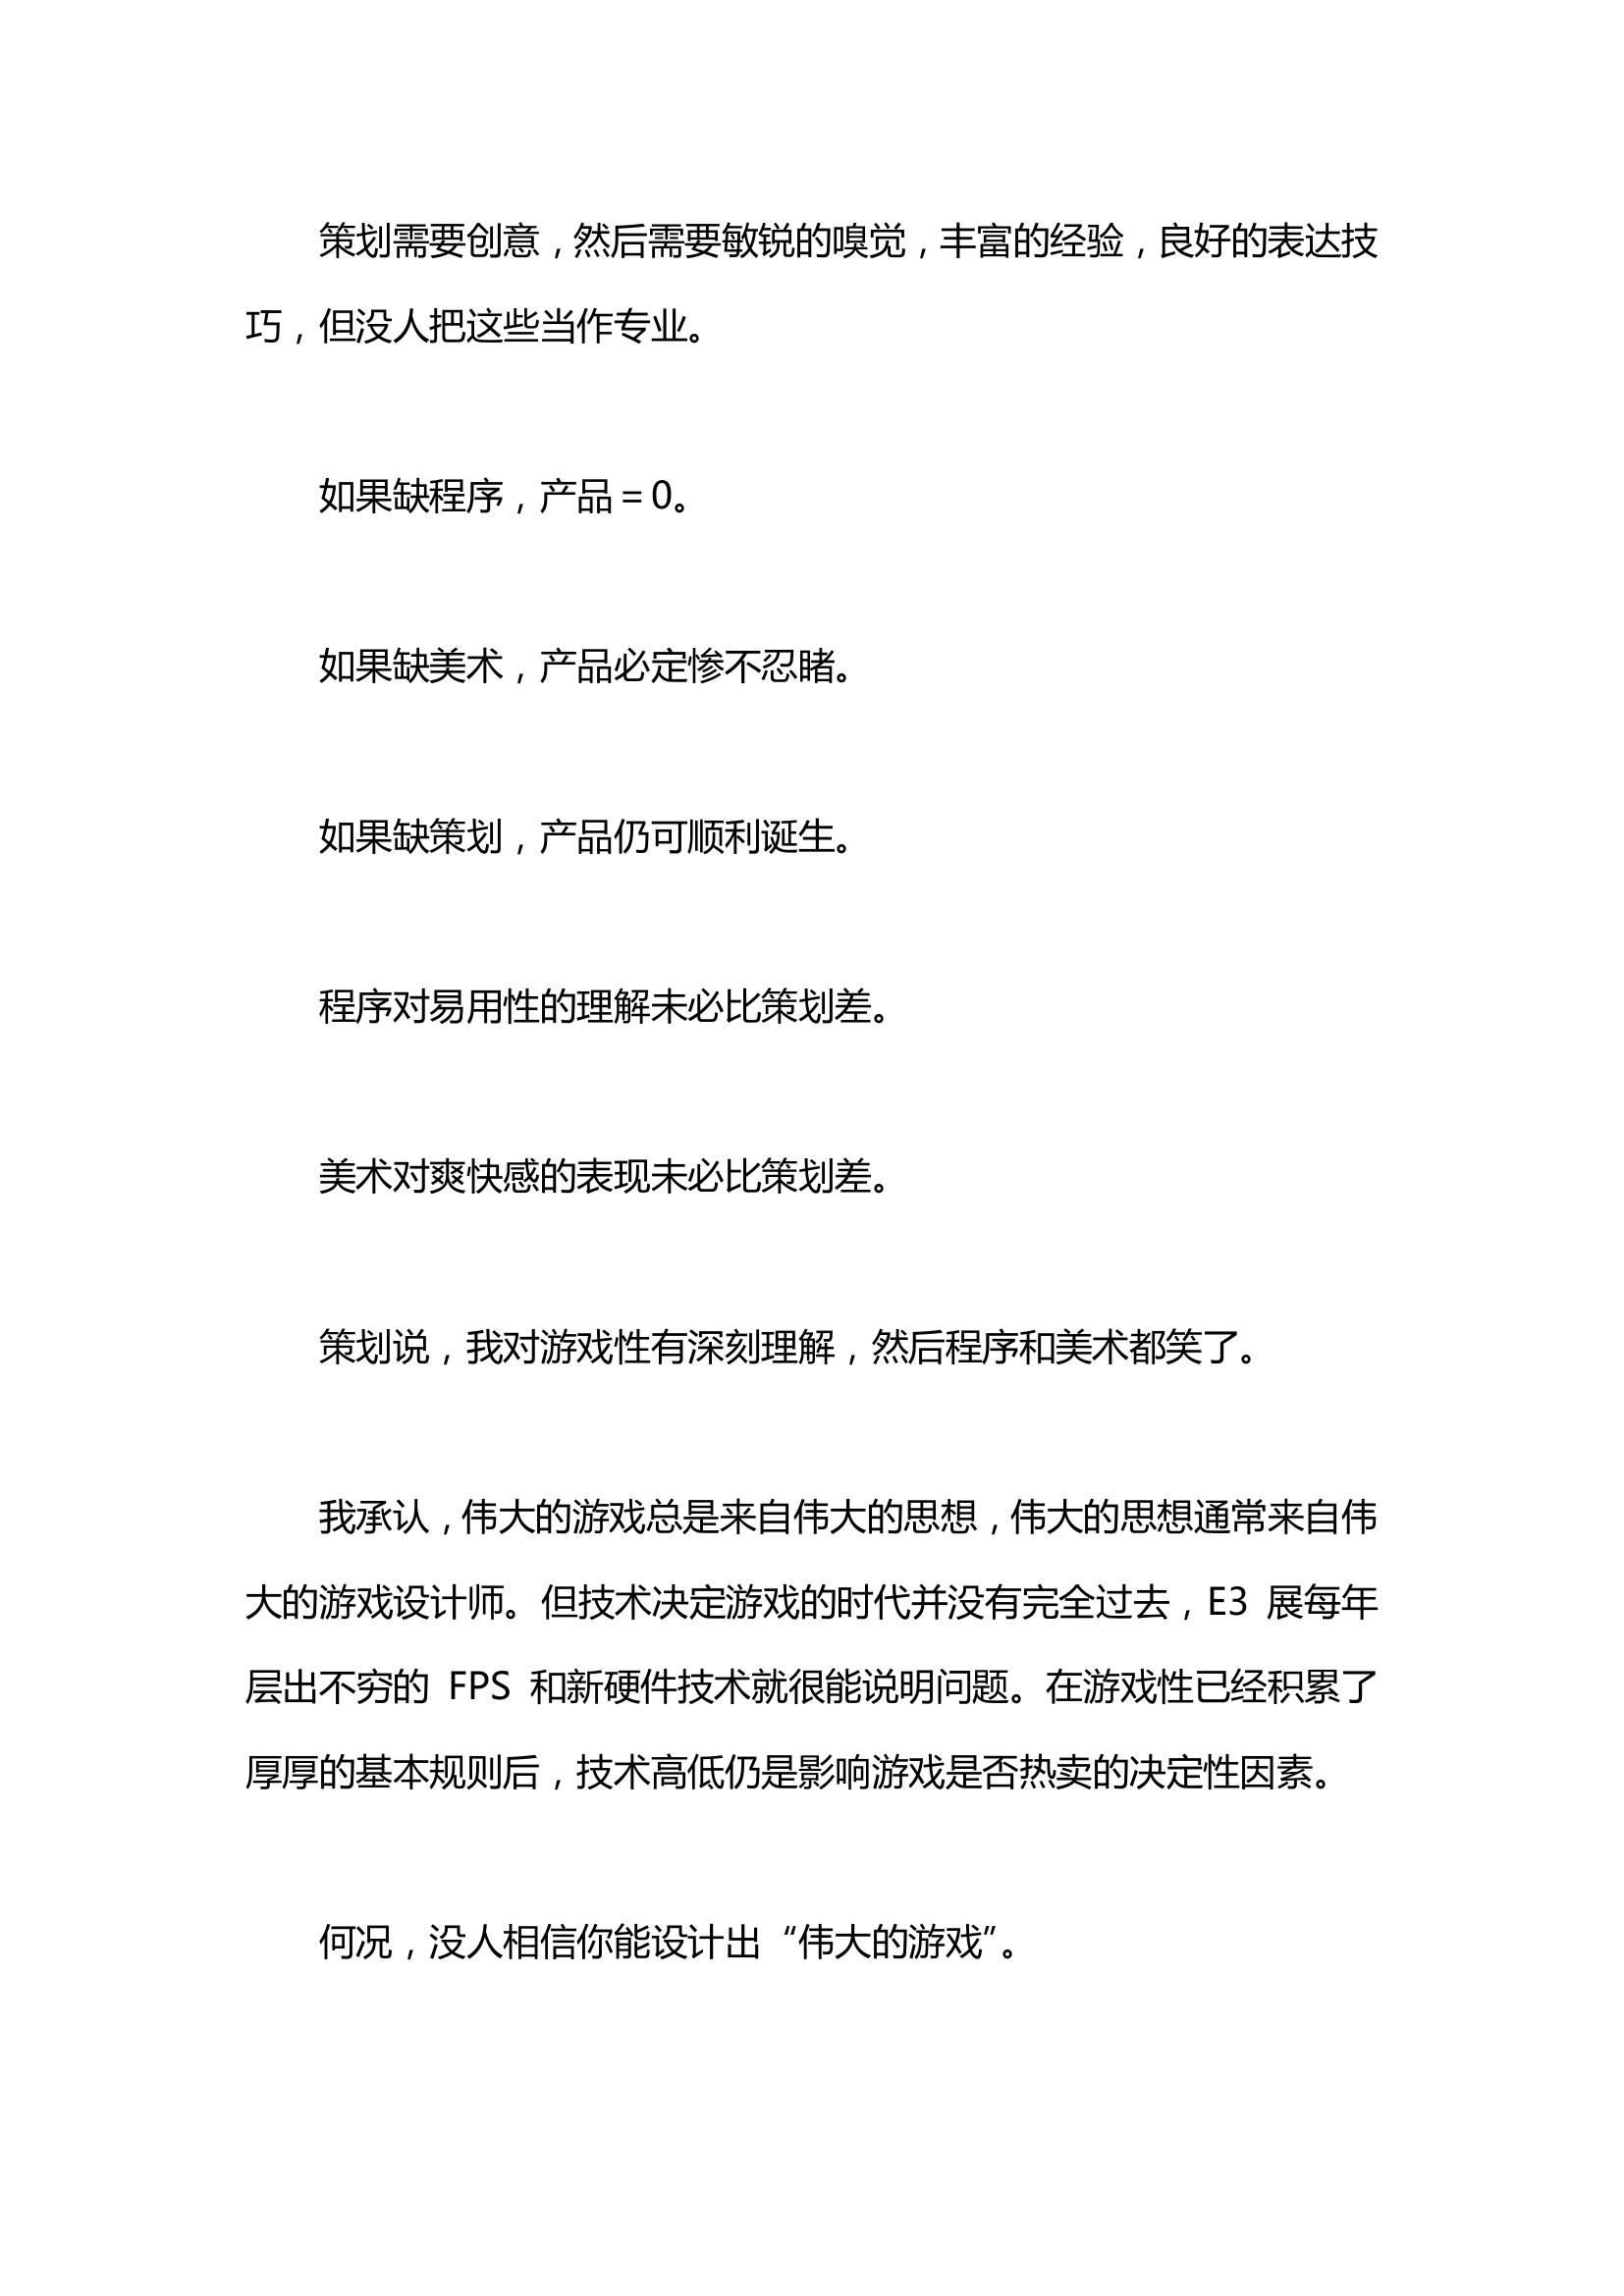 策划需要创意，然后需要敏锐的嗅觉，丰富的经验，良好的表达技
巧，但没人把这些当作专业。
如果缺程序，产品＝0。
如果缺美术，产品必定惨不忍睹。
如果缺策划，产品仍可顺利诞生。
程序对易用性的理解未必比策划差。
美术对爽快感的表现未必比策划差。
策划说，我对游戏性有深刻理解，然后程序和美术都笑了。
我承认，伟大的游戏总是来自伟大的思想，伟大的思想通常来自伟
大的游戏设计师。但技术决定游戏的时代并没有完全过去，E3 展每年
层出不穷的 FPS 和新硬件技术就很能说明问题。在游戏性已经积累了
厚厚的基本规则后，技术高低仍是影响游戏是否热卖的决定性因素。
何况，没人相信你能设计出“伟大的游戏”。